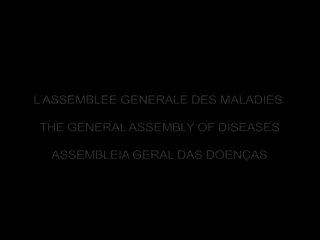 L'ASSEMBLEE GENERALE DES MALADIES
THE GENERAL ASSEMBLY OF DISEASES
ASSEMBLEIA GERAL DAS DOENÇAS